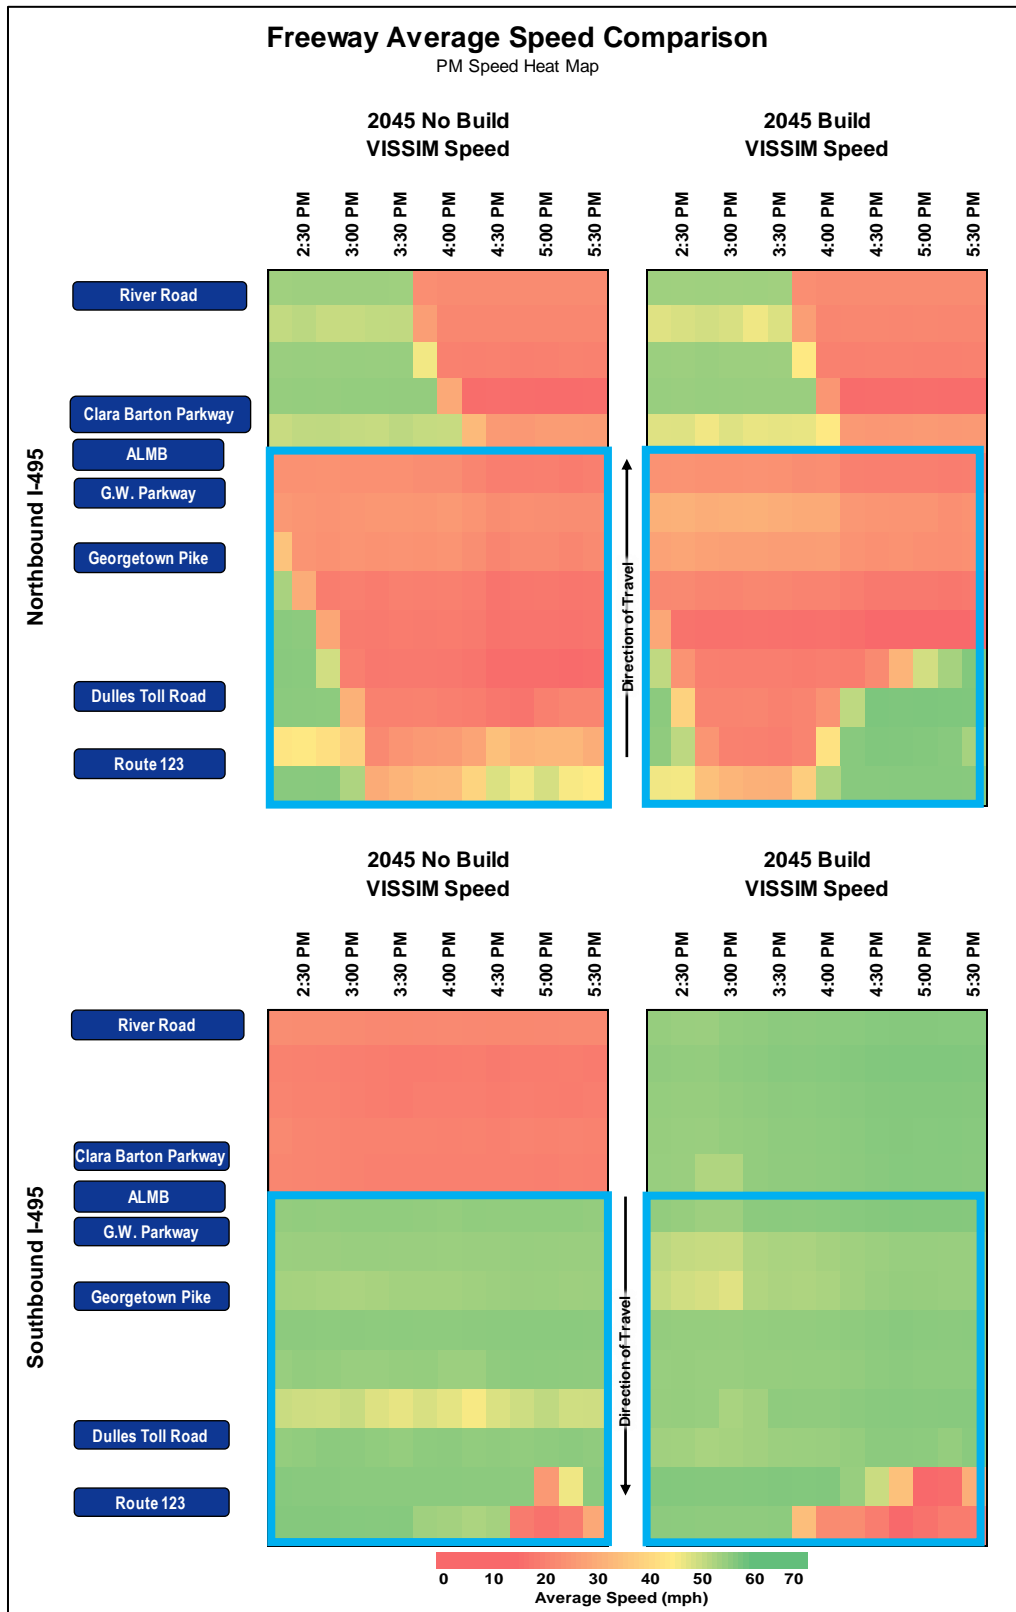 Freeway Average Speed Comparison
PM Speed Heat Map
2045 No Build
VISSIM Speed
2045 Build
VISSIM Speed
2:30 PM
3:00 PM
3:30 PM
4:00 PM
4:30 PM
5:00 PM
5:30 PM
2:30 PM
3:00 PM
3:30 PM
4:00 PM
4:30 PM
5:00 PM
5:30 PM
Northbound I-495
River Road
Clara Barton Parkway
ALMB
G.W. Parkway
Georgetown Pike
Dulles Toll Road
Route 123
Direction of Travel
2045 No Build
VISSIM Speed
2045 Build
VISSIM Speed
2:30 PM
3:00 PM
3:30 PM
4:00 PM
4:30 PM
5:00 PM
5:30 PM
2:30 PM
3:00 PM
3:30 PM
4:00 PM
4:30 PM
5:00 PM
5:30 PM
Southbound I-495
River Road
Clara Barton Parkway
ALMB
G.W. Parkway
Georgetown Pike
Dulles Toll Road
Route 123
Direction of Travel
0 10 20 30 40 50 60 70
Average Speed (mph)